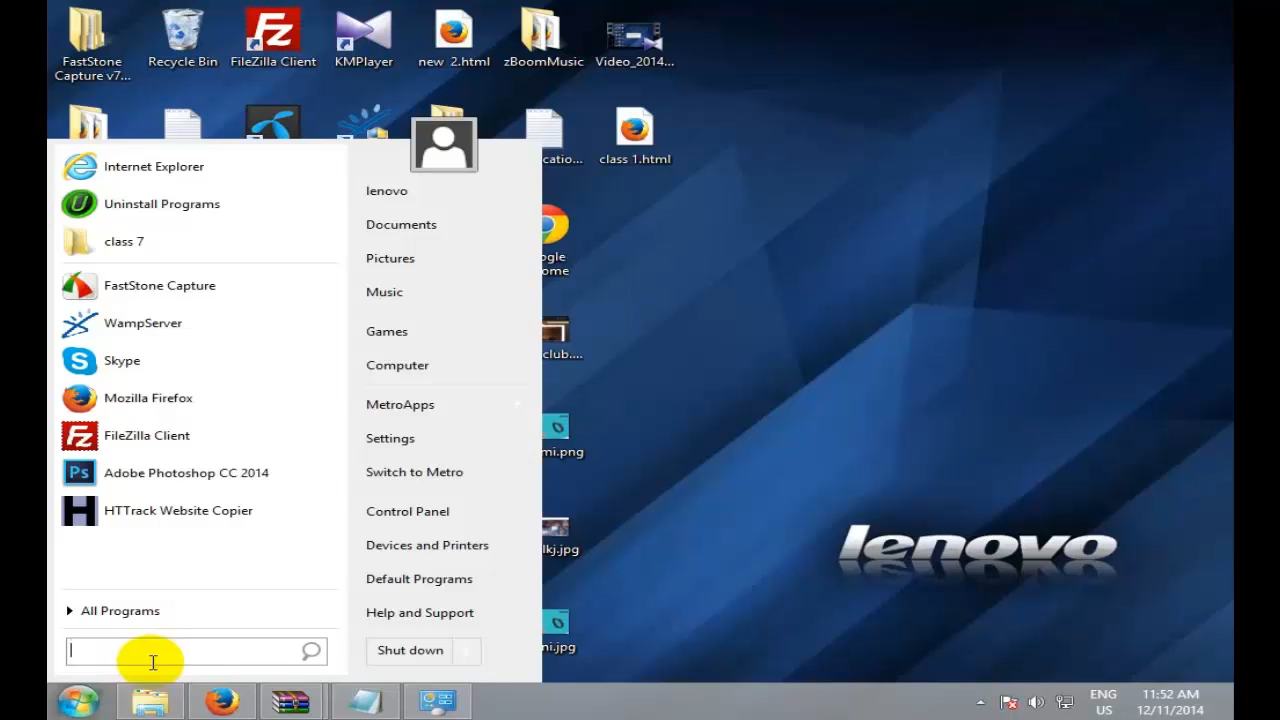 FastStone
Capture v7...
Recycle Bin
FileZilla Client
KMPlayer
new 2.html
zBoomMusic
Video_2014...
catio...
class 1.html
Internet Explorer
Uninstall Programs
class 7
FastStone Capture
WampServer
Skype
Mozilla Firefox
FileZilla Client
Adobe Photoshop CC 2014
HTTrack Website Copier
All Programs
lenovo
Documents
Pictures
Music
Games
Computer
MetroApps
Settings
Switch to Metro
Control Panel
Devices and Printers
Default Programs
Help and Support
Shut down
gle
ome
club....
mi.png
lkj.jpg
mi.jpg
lenovo
ENG
US
11:52 AM
12/11/2014